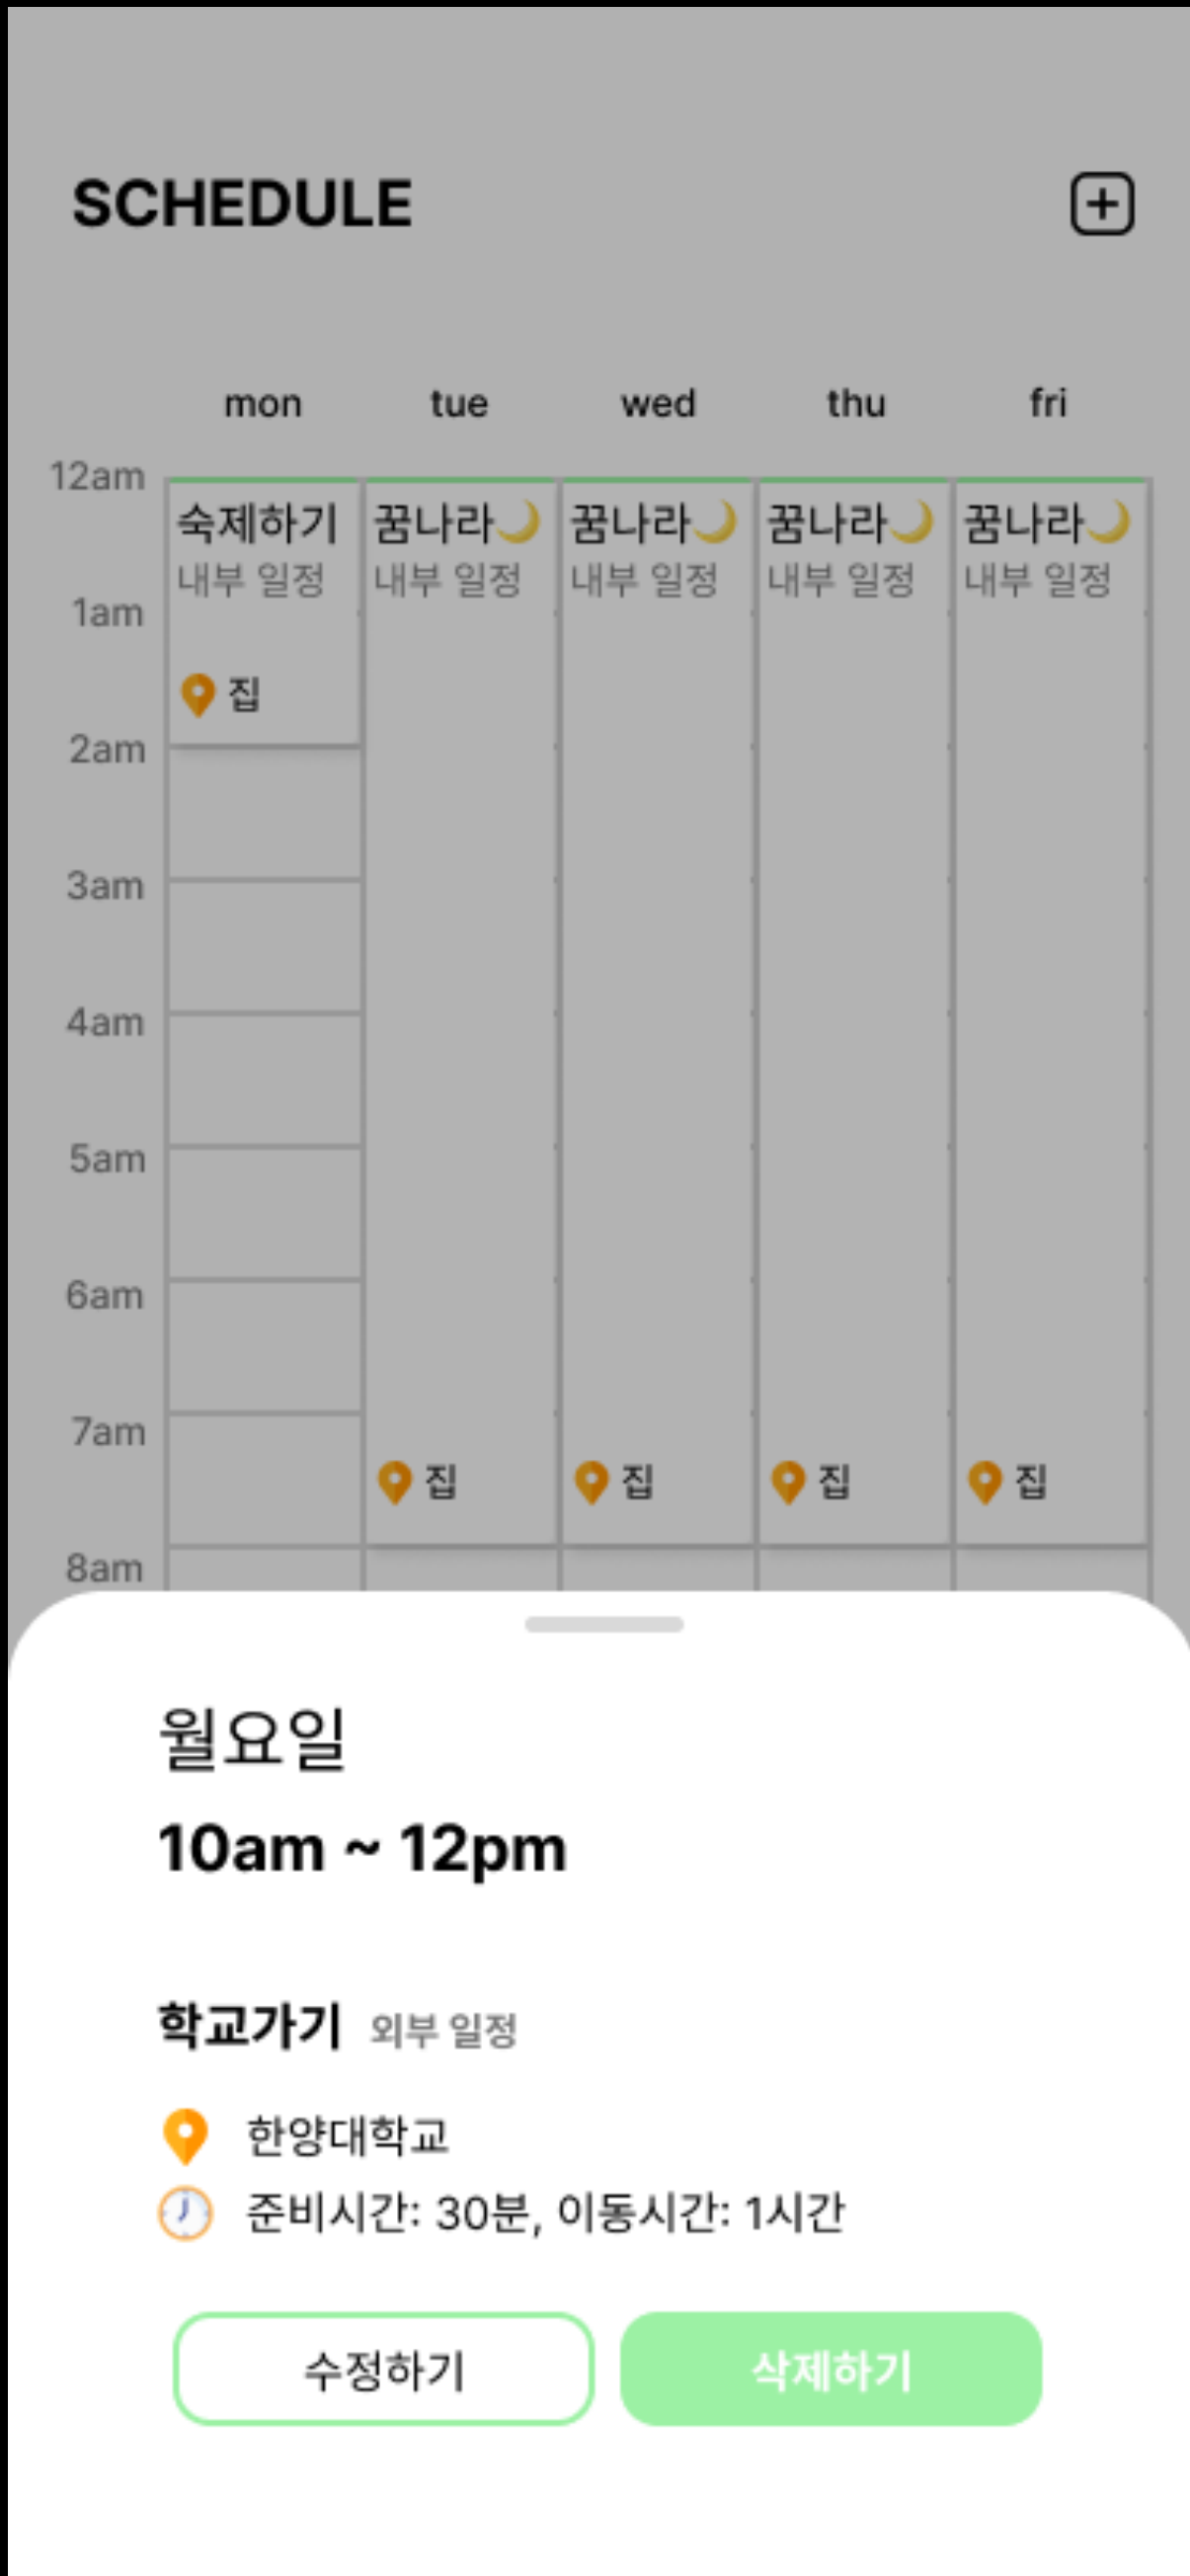 SCHEDULE
mon tue wed thu fri
12am
숙제하기 꿈나라🌙 꿈나라🌙 꿈나라🌙 꿈나라🌙
내부 일정 내부 일정 내부 일정 내부 일정 내부 일정
1am
집
2am
3am
4am
5am
6am
7am
집 집 집 집
8am
월요일
10am ~ 12pm
학교가기 외부 일정
한양대학교
준비시간: 30분, 이동시간: 1시간
수정하기 삭제하기